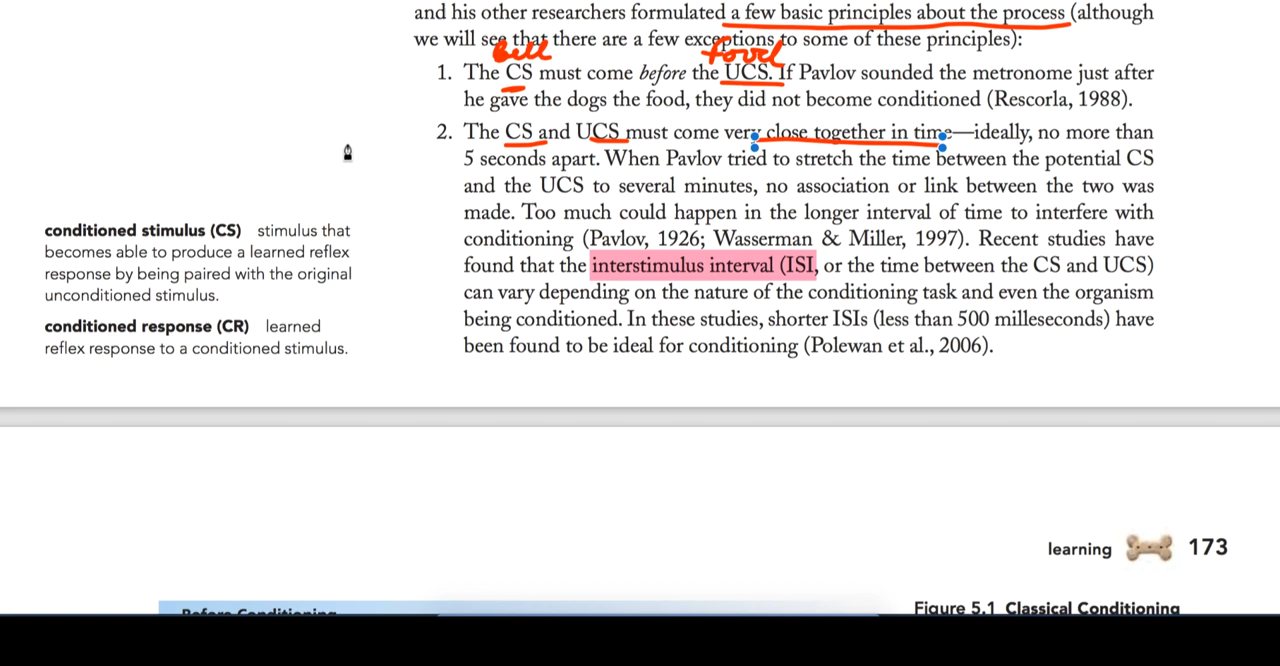 and his other researchers formulated a few basic principles about the process (although
we will see that there are a few exceptions to some of these principles):
Bell food
1. The CS must come before the UCS. If Pavlov sounded the metronome just after
he gave the dogs the food, they did not become conditioned (Rescorla, 1988).
2. The CS and UCS must come very close together in time—ideally, no more than
5 seconds apart. When Pavlov tried to stretch the time between the potential CS
and the UCS to several minutes, no association or link between the two was
made. Too much could happen in the longer interval of time to interfere with
conditioning (Pavlov, 1926; Wasserman & Miller, 1997). Recent studies have
found that the interstimulus interval (ISI, or the time between the CS and UCS)
can vary depending on the nature of the conditioning task and even the organism
being conditioned. In these studies, shorter ISIs (less than 500 milleseconds) have
been found to be ideal for conditioning (Polewan et al., 2006).
conditioned stimulus (CS) stimulus that
becomes able to produce a learned reflex
response by being paired with the original
unconditioned stimulus.
conditioned response (CR) learned
reflex response to a conditioned stimulus.
learning 173
Before Conditioning
Figure 5.1 Classical Conditioning